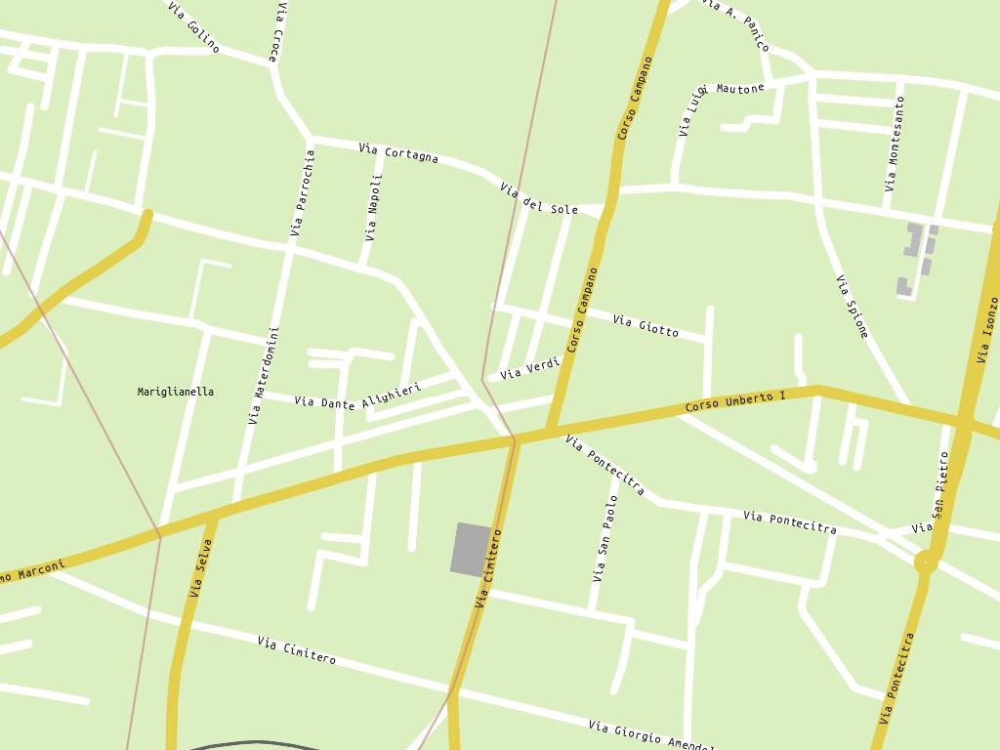 Via Golino
Via Croce
Via A. Panico
Corso Campano
Via Luigi Mautone
Via Montesanto
Via Cortagna
Via Parrochia
Via Napoli
Via del Sole
Via Spione
Corso Campano
Via Giotto
Via Isonzo
Via Materdomini
Via Verdi
Mariglianella
Via Dante Alighieri
Corso Umberto I
Via Pontecitra
Via San Pietro
Via San Paolo
Via Pontecitra
Via
Via Cimitero
Via Selva
mo Marconi
Via Cimitero
Via Pontecitra
Via Giorgio Amendol